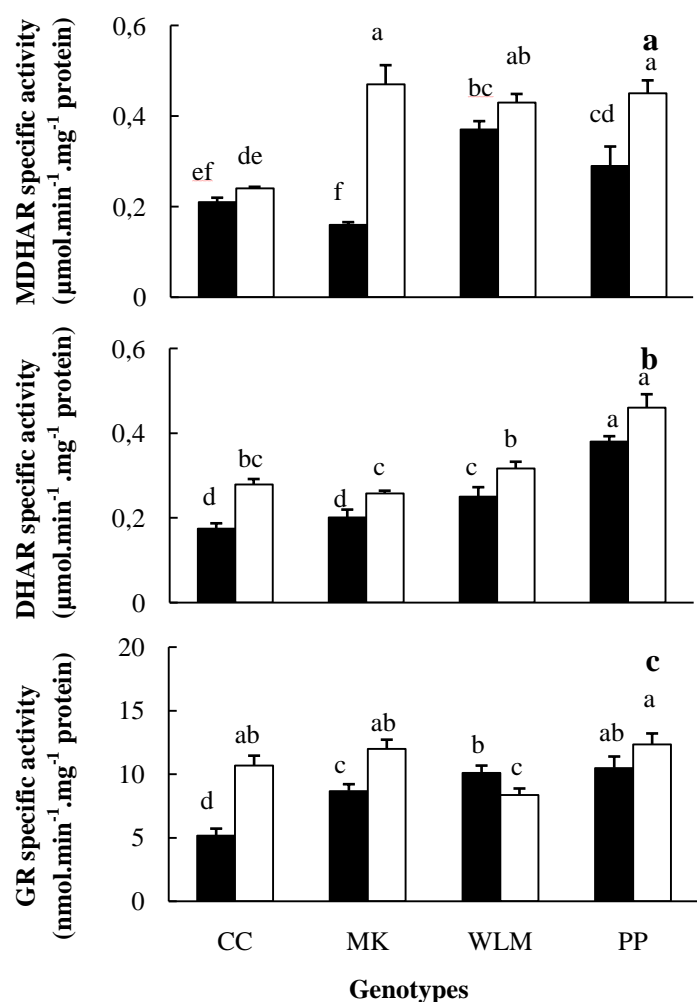 MDHAR specific activity
(µmol.min⁻¹.mg⁻¹ protein)
0,6
0,4
0,2
0
ef
de
f
a
bc
ab
cd
a
a
DHAR specific activity
(µmol.min⁻¹.mg⁻¹ protein)
0,6
0,4
0,2
0
d
bc
d
c
c
b
a
a
b
GR specific activity
(nmol.min⁻¹.mg⁻¹ protein)
20
15
10
5
0
d
ab
c
ab
b
c
ab
a
c
CC MK WLM PP
Genotypes